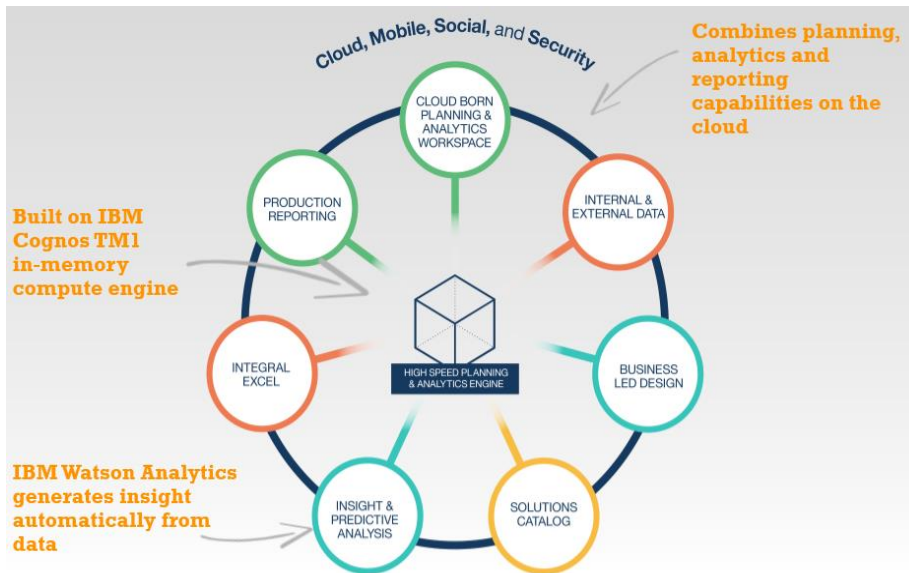 Cloud, Mobile, Social, and Security
Combines planning,
analytics and
reporting
capabilities on the
cloud
CLOUD BORN
PLANNING &
ANALYTICS
WORKSPACE
PRODUCTION
REPORTING
INTERNAL &
EXTERNAL DATA
Built on IBM
Cognos TM1
in-memory
compute engine
INTEGRAL
EXCEL
HIGH SPEED PLANNING
& ANALYTICS ENGINE
BUSINESS
LED DESIGN
IBM Watson Analytics
generates insight
automatically from
data
INSIGHT &
PREDICTIVE
ANALYSIS
SOLUTIONS
CATALOG